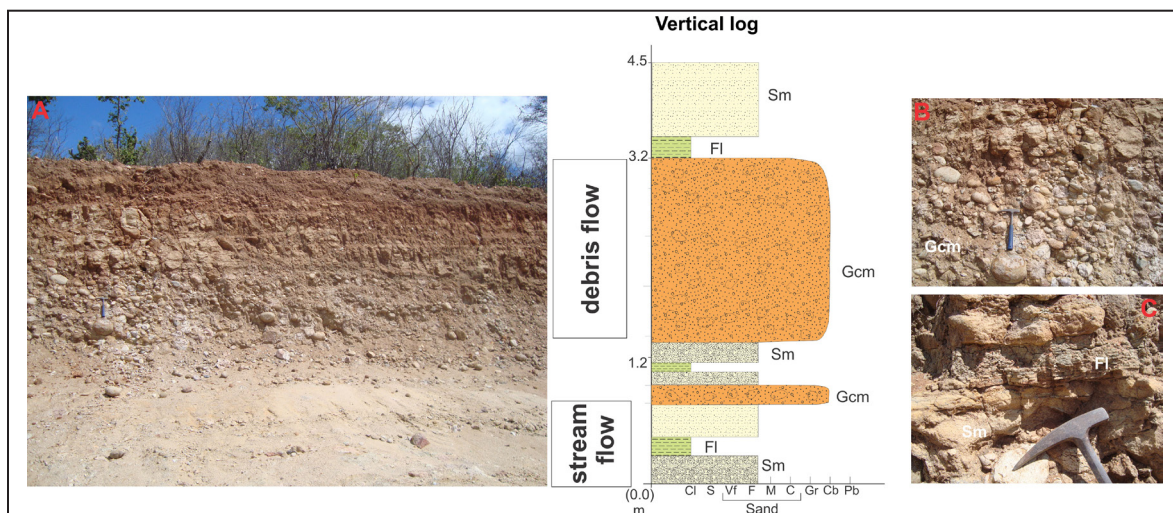 Vertical log
A
4.5
Sm
Fl
3.2
debris flow
Gcm
Sm
1.2
Gcm
stream
flow
Fl
Sm
(0.0)
m
Cl S Vf F M C Gr Cb Pb
Sand
B
Gcm
C
Fl
Sm